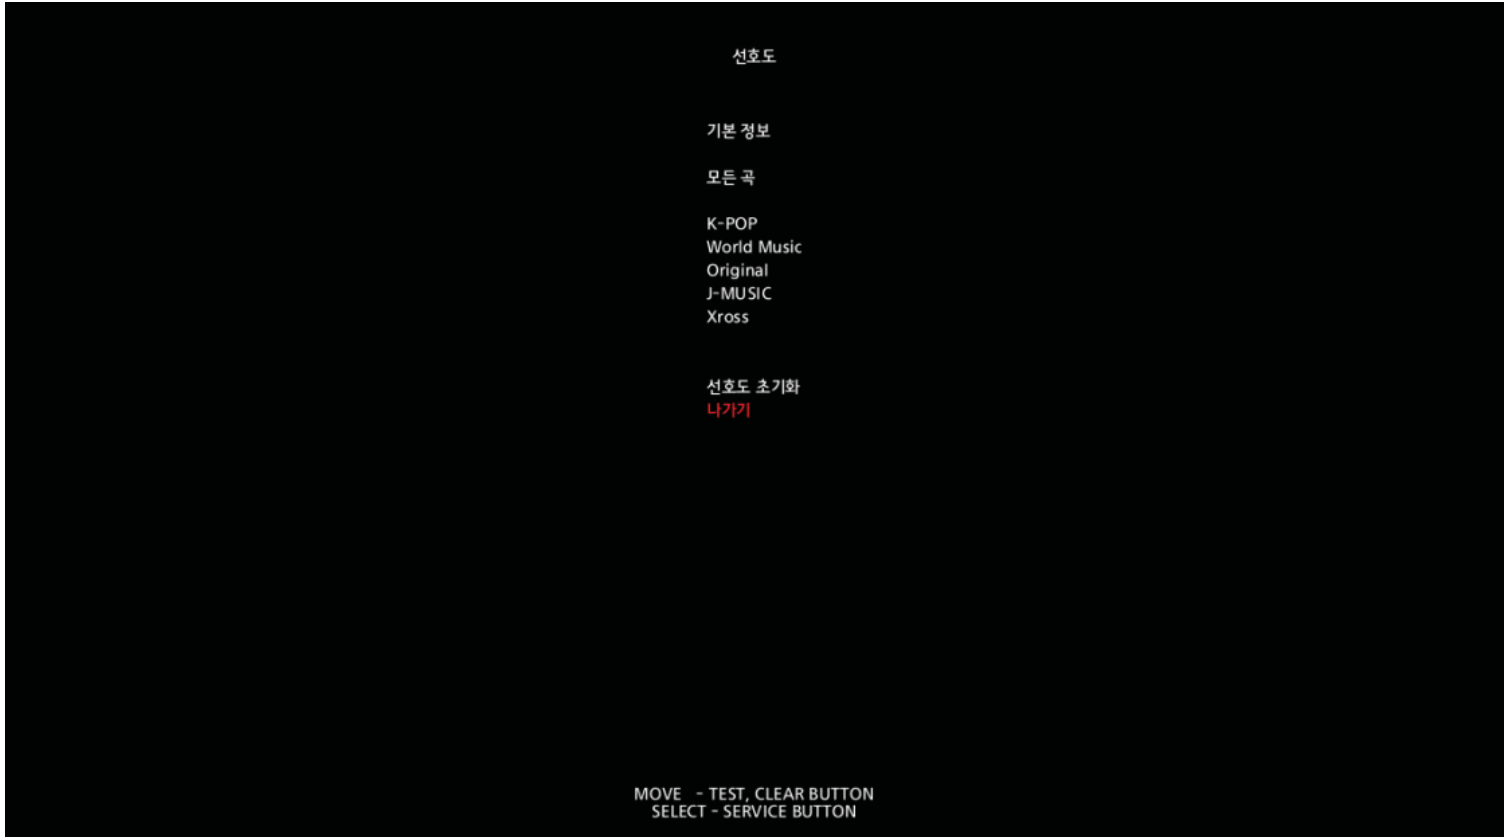 선호도
기본 정보
모든 곡
K-POP
World Music
Original
J-MUSIC
Xross
선호도 초기화
나가기
MOVE - TEST, CLEAR BUTTON
SELECT - SERVICE BUTTON